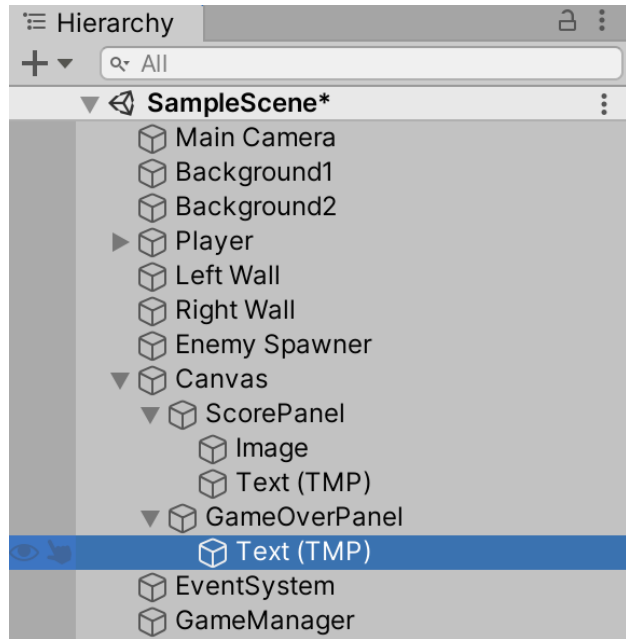 Hierarchy
All
SampleScene*
Main Camera
Background1
Background2
Player
Left Wall
Right Wall
Enemy Spawner
Canvas
ScorePanel
Image
Text (TMP)
GameOverPanel
Text (TMP)
EventSystem
GameManager